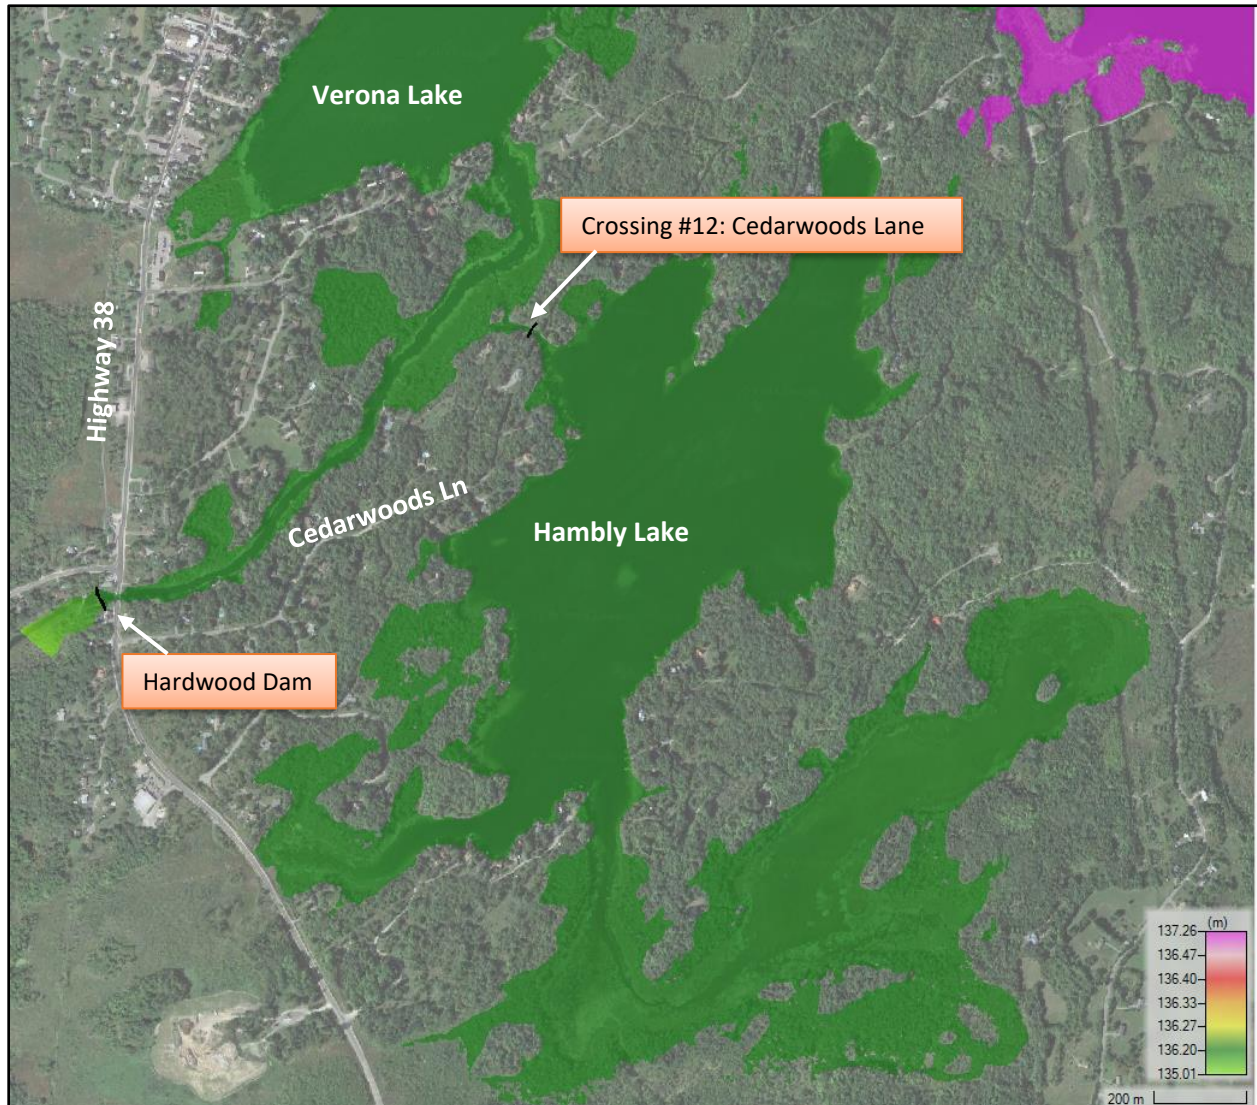 Verona Lake
Crossing #12: Cedarwoods Lane
Highway 38
Cedarwoods Ln
Hambly Lake
Hardwood Dam
(m)
137.26
136.47
136.40
136.33
136.27
136.20
135.01
200 m